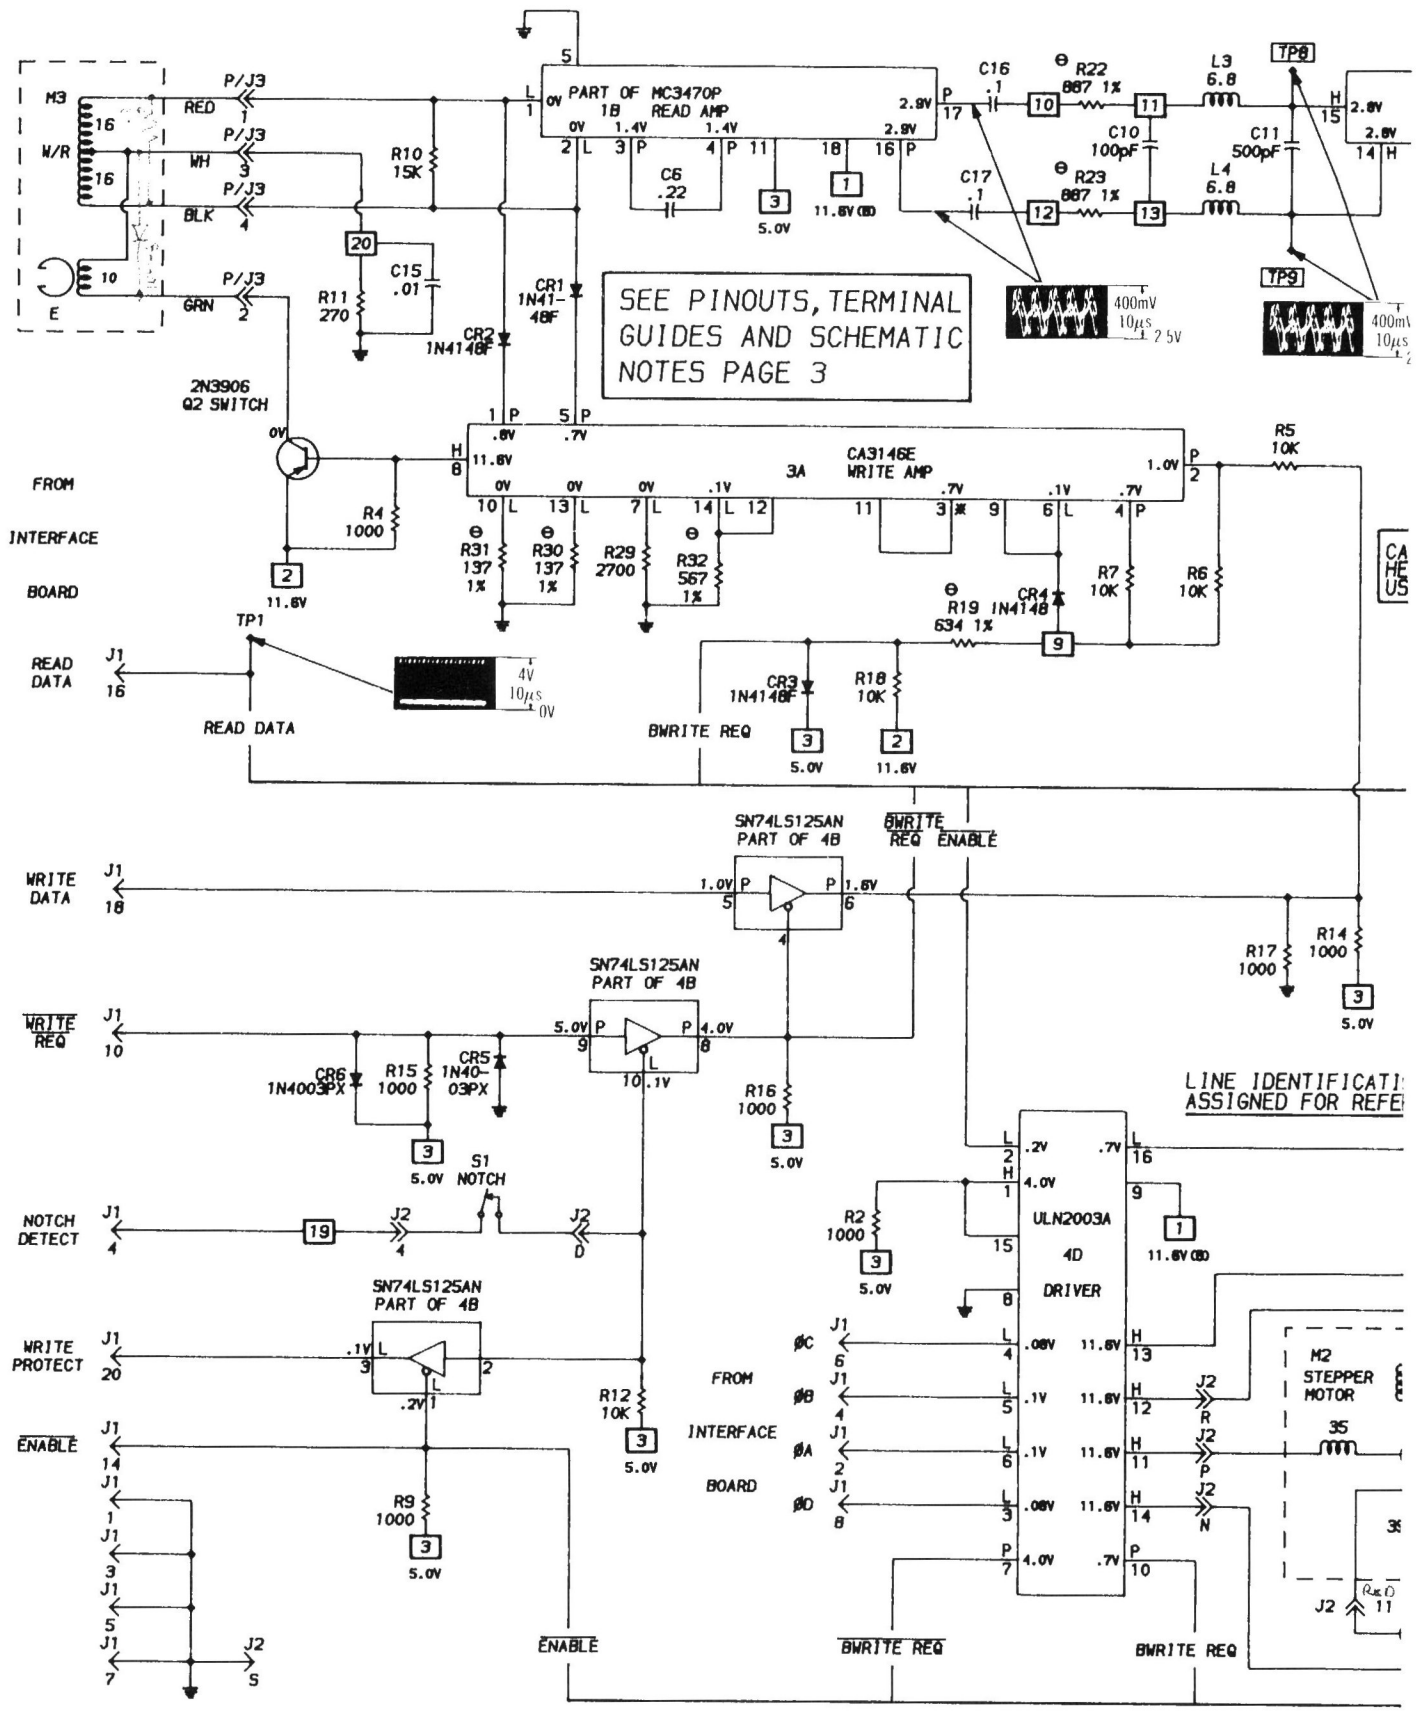 5
M3
16
W/R
16
10
E
P/J3
RED
1
WH
3
P/J3
BLK
4
P/J3
GRN
2
R10
15K
20
R11
270
C15
.01
L
1
0V
PART OF MC3470P
1B READ AMP
0V
1.4V
1.4V
2.9V
2.9V
P
17
2 L
3 P
4 P
11
18
16 P
C6
.22
3
5.0V
1
11.6V(B)
C16
.1
10
⊖ R22
887 1%
11
L3
6.8
TP8
C10
100pF
C11
500pF
H
15
2.8V
2.8V
14 H
C17
.1
12
⊖ R23
887 1%
13
L4
6.8
TP9
400mV
10µs
2.5V
400mV
10µs
2
CR1
1N41-
48F
CR2
1N4148F
SEE PINOUTS, TERMINAL
GUIDES AND SCHEMATIC
NOTES PAGE 3
2N3906
Q2 SWITCH
0V
R4
1000
2
11.6V
1 P
5 P
.8V
.7V
H
8
11.6V
3A
CA3146E
WRITE AMP
1.0V
P
2
0V
0V
0V
.1V
.7V
.1V
.7V
10 L
13 L
7 L
14 L
12
11
3 *
9
6 L
4 P
⊖
R31
137
1%
⊖
R30
137
1%
R29
2700
⊖
R32
567
1%
⊖
R19
634 1%
CR4
1N4148
9
R7
10K
R6
10K
R5
10K
CA
HE
US
FROM
INTERFACE
BOARD
TP1
READ
DATA
J1
16
4V
10µs
0V
READ DATA
BWRITE REQ
CR3
1N4148F
3
5.0V
R18
10K
2
11.6V
SN74LS125AN
PART OF 4B
BWRITE
REQ
ENABLE
WRITE
DATA
J1
18
1.0V
5
P
P
1.6V
6
4
R17
1000
R14
1000
3
5.0V
SN74LS125AN
PART OF 4B
WRITE
REQ
J1
10
5.0V
9
P
P
4.0V
8
L
10 .1V
CR6
1N4003PX
R15
1000
CR5
1N40-
03PX
3
5.0V
R16
1000
3
5.0V
LINE IDENTIFICATI
ASSIGNED FOR REFE
S1
NOTCH
NOTCH
DETECT
J1
4
19
J2
4
J2
D
SN74LS125AN
PART OF 4B
WRITE
PROTECT
J1
20
.1V
3
L
2
L
.2V 1
R12
10K
3
5.0V
ENABLE
J1
14
R9
1000
3
5.0V
J1
1
J1
3
J1
5
J1
7
J2
S
ENABLE
L
2
.2V
.7V
L
16
H
1
4.0V
9
1
11.6V(B)
R2
1000
3
5.0V
15
ULN2003A
4D
DRIVER
8
FROM
INTERFACE
BOARD
ØC
J1
6
L
4
.08V
11.6V
H
13
ØB
J1
4
L
5
.1V
11.6V
H
12
J2
R
ØA
J1
2
L
6
.1V
11.6V
H
11
J2
P
ØD
J1
8
L
3
.08V
11.6V
H
14
J2
N
P
7
4.0V
.7V
P
10
M2
STEPPER
MOTOR
35
35
RED
J2
11
BWRITE REQ
BWRITE REQ